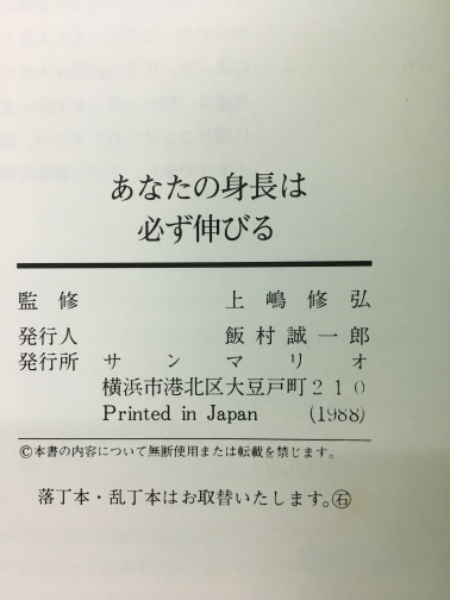 あなたの身長は
必ず伸びる
監修 上嶋修弘
発行人 飯村誠一郎
発行所 サンマリオ
横浜市港北区大豆戸町210
Printed in Japan (1988)
©本書の内容について無断使用または転載を禁じます。
落丁本・乱丁本はお取替いたします。㊨